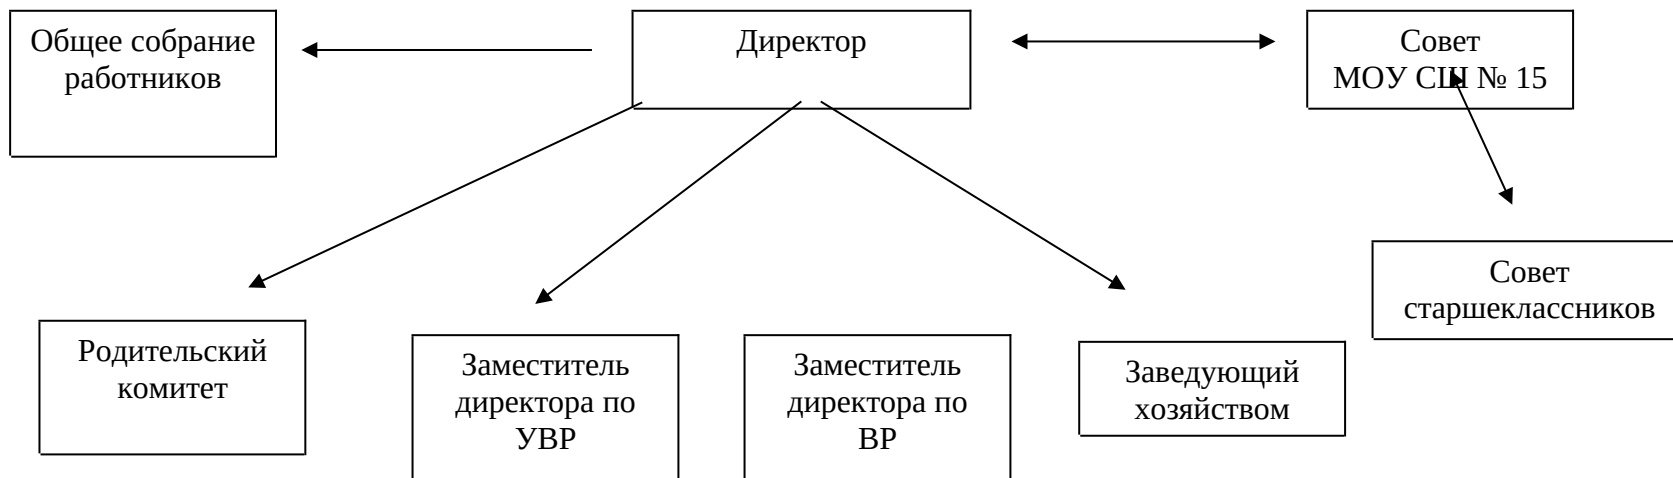 Общее собрание
работников
Директор
Совет
МОУ СШ № 15
Совет
старшеклассников
Родительский
комитет
Заместитель
директора по
УВР
Заместитель
директора по
ВР
Заведующий
хозяйством